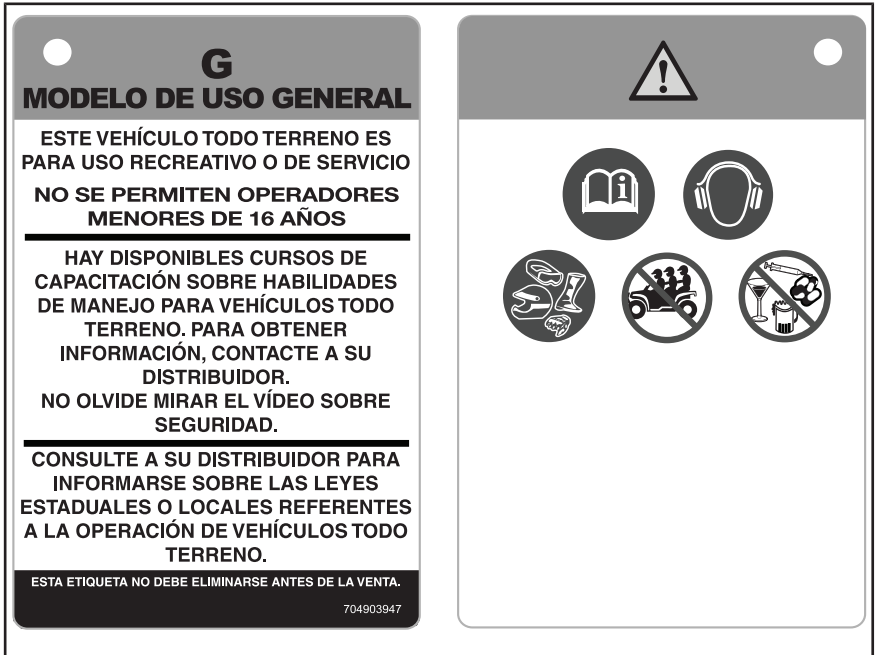 G
MODELO DE USO GENERAL
ESTE VEHÍCULO TODO TERRENO ES
PARA USO RECREATIVO O DE SERVICIO
NO SE PERMITEN OPERADORES
MENORES DE 16 AÑOS
HAY DISPONIBLES CURSOS DE
CAPACITACIÓN SOBRE HABILIDADES
DE MANEJO PARA VEHÍCULOS TODO
TERRENO. PARA OBTENER
INFORMACIÓN, CONTACTE A SU
DISTRIBUIDOR.
NO OLVIDE MIRAR EL VÍDEO SOBRE
SEGURIDAD.
CONSULTE A SU DISTRIBUIDOR PARA
INFORMARSE SOBRE LAS LEYES
ESTADUALES O LOCALES REFERENTES
A LA OPERACIÓN DE VEHÍCULOS TODO
TERRENO.
ESTA ETIQUETA NO DEBE ELIMINARSE ANTES DE LA VENTA.
704903947